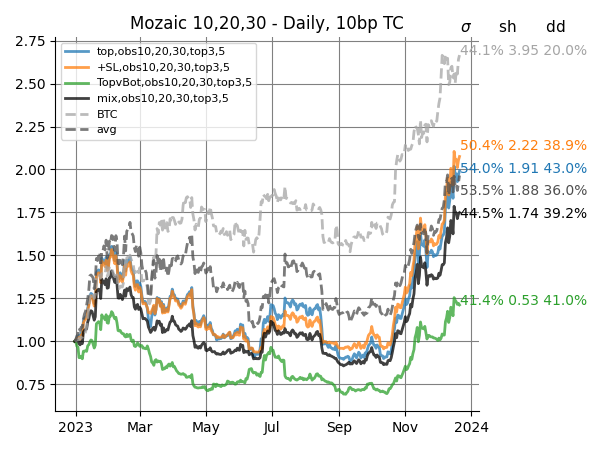 Mozaic 10,20,30 - Daily, 10bp TC
σ sh dd
2.75
2.50
2.25
2.00
1.75
1.50
1.25
1.00
0.75
top,obs10,20,30,top3,5
+SL,obs10,20,30,top3,5
TopvBot,obs10,20,30,top3,5
mix,obs10,20,30,top3,5
BTC
avg
44.1% 3.95 20.0%
50.4% 2.22 38.9%
54.0% 1.91 43.0%
53.5% 1.88 36.0%
44.5% 1.74 39.2%
41.4% 0.53 41.0%
2023 Mar May Jul Sep Nov 2024